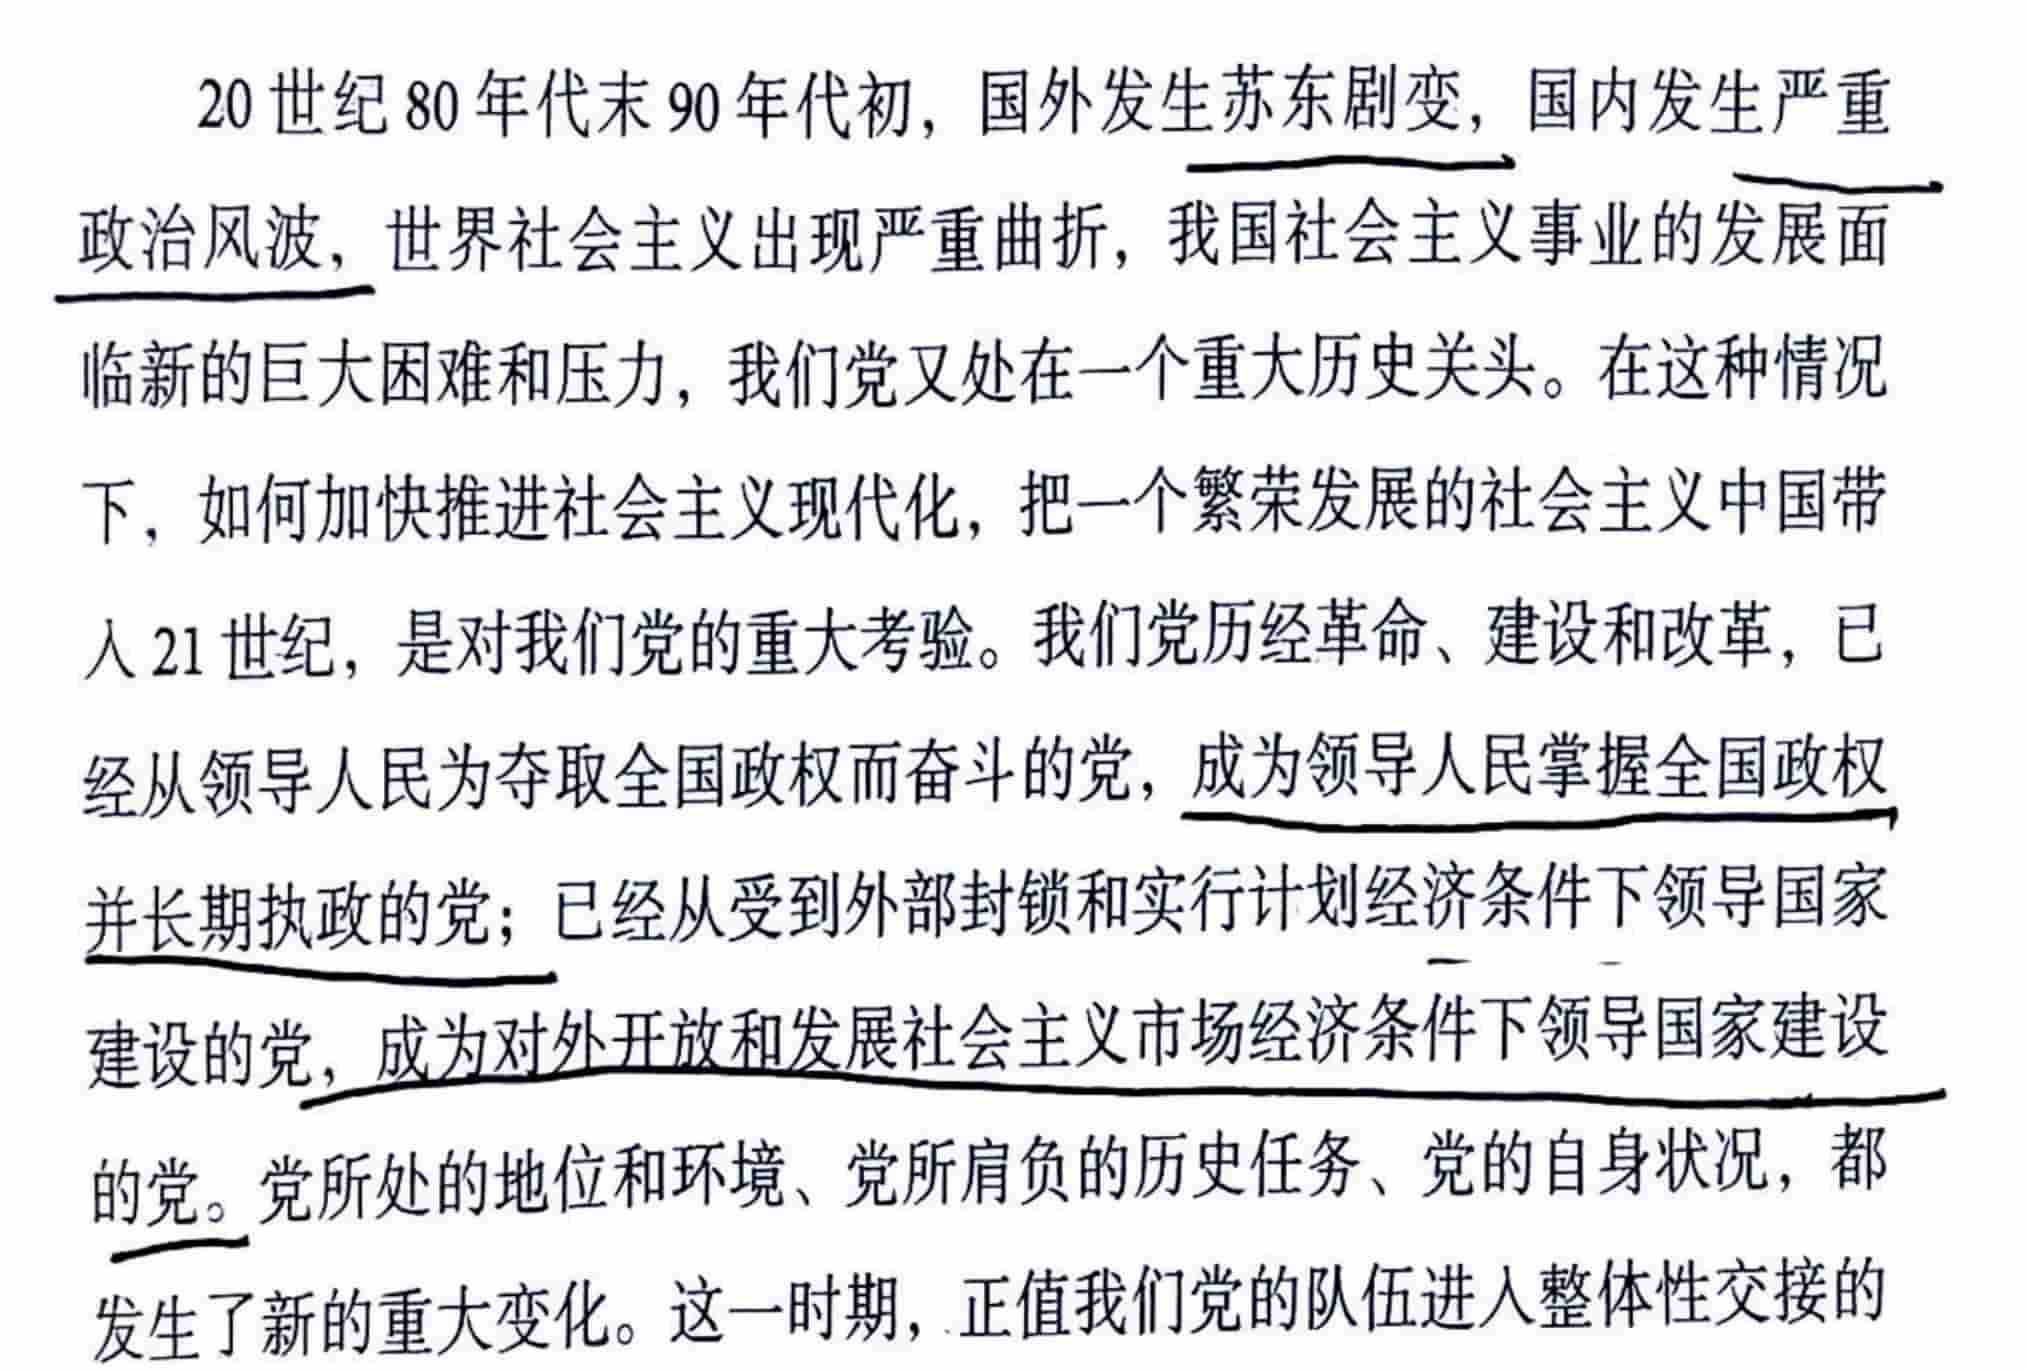 20世纪80年代末90年代初，国外发生苏东剧变，国内发生严重
政治风波，世界社会主义出现严重曲折，我国社会主义事业的发展面
临新的巨大困难和压力，我们党又处在一个重大历史关头。在这种情况
下，如何加快推进社会主义现代化，把一个繁荣发展的社会主义中国带
入21世纪，是对我们党的重大考验。我们党历经革命、建设和改革，已
经从领导人民为夺取全国政权而奋斗的党，成为领导人民掌握全国政权
并长期执政的党；已经从受到外部封锁和实行计划经济条件下领导国家
建设的党，成为对外开放和发展社会主义市场经济条件下领导国家建设
的党。党所处的地位和环境、党所肩负的历史任务、党的自身状况，都
发生了新的重大变化。这一时期，正值我们党的队伍进入整体性交接的